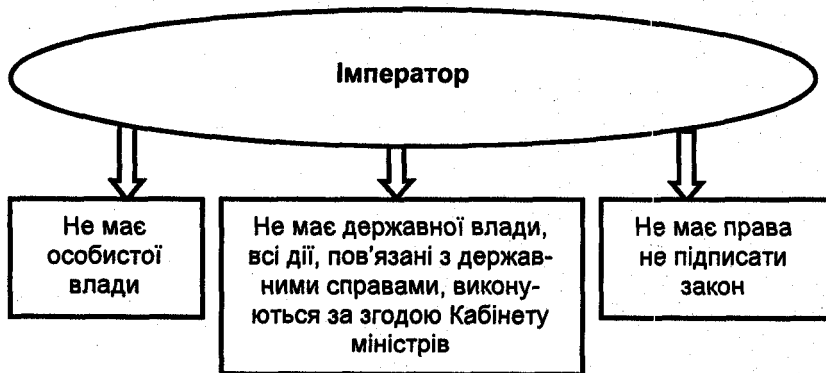 Імператор
Не має
особистої
влади
Не має державної влади,
всі дії, пов'язані з держав-
ними справами, викону-
ються за згодою Кабінету
міністрів
Не має права
не підписати
закон